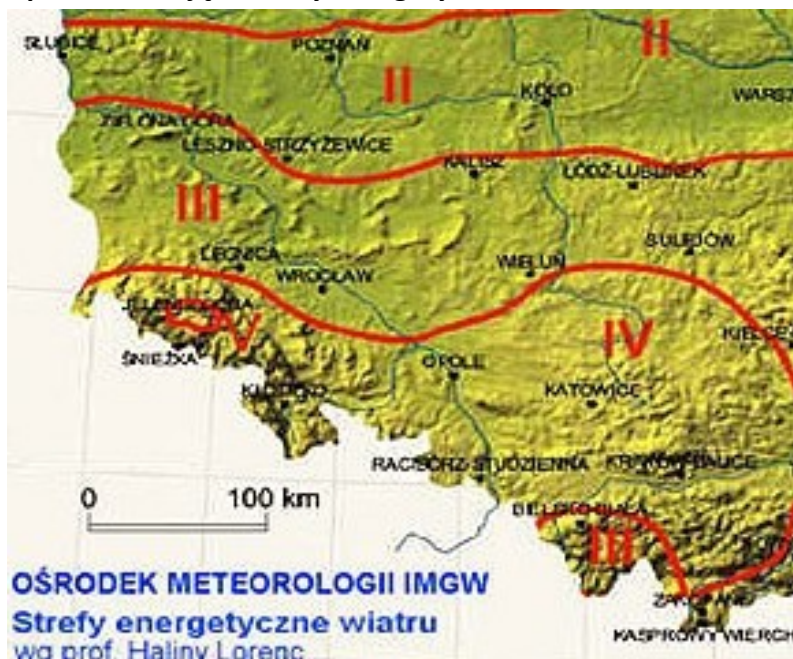 SŁUBICE
POZNAŃ
II
II
KOŁO
WARSZ
ZIELONA GÓRA
LESZNO-STRZYŻEWICE
KALISZ
ŁÓDŹ-LUBLINEK
III
SULEJÓW
LEGNICA
WROCŁAW
WIELUŃ
JELENIA GÓRA
V
IV
KIELCE
ŚNIEŻKA
KŁODZKO
OPOLE
KATOWICE
RACIBÓRZ-STUDZIENNA
KRAKÓW-BALICE
0 100 km
BIELSKO-BIAŁA
III
OŚRODEK METEOROLOGII IMGW
ZAKOPANE
Strefy energetyczne wiatru
KASPROWY WIERCH
wg prof. Haliny Lorenc